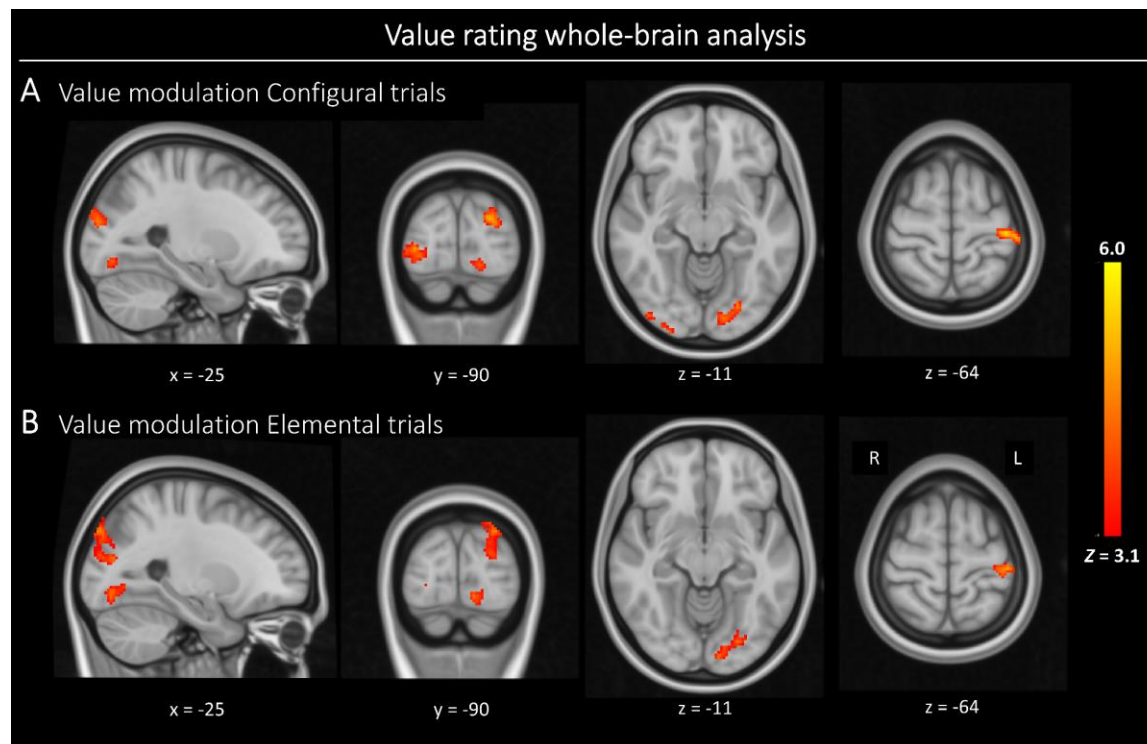 Value rating whole-brain analysis
A Value modulation Configural trials
x = -25 y = -90 z = -11 z = -64
6.0
Z = 3.1
B Value modulation Elemental trials
R L
x = -25 y = -90 z = -11 z = -64